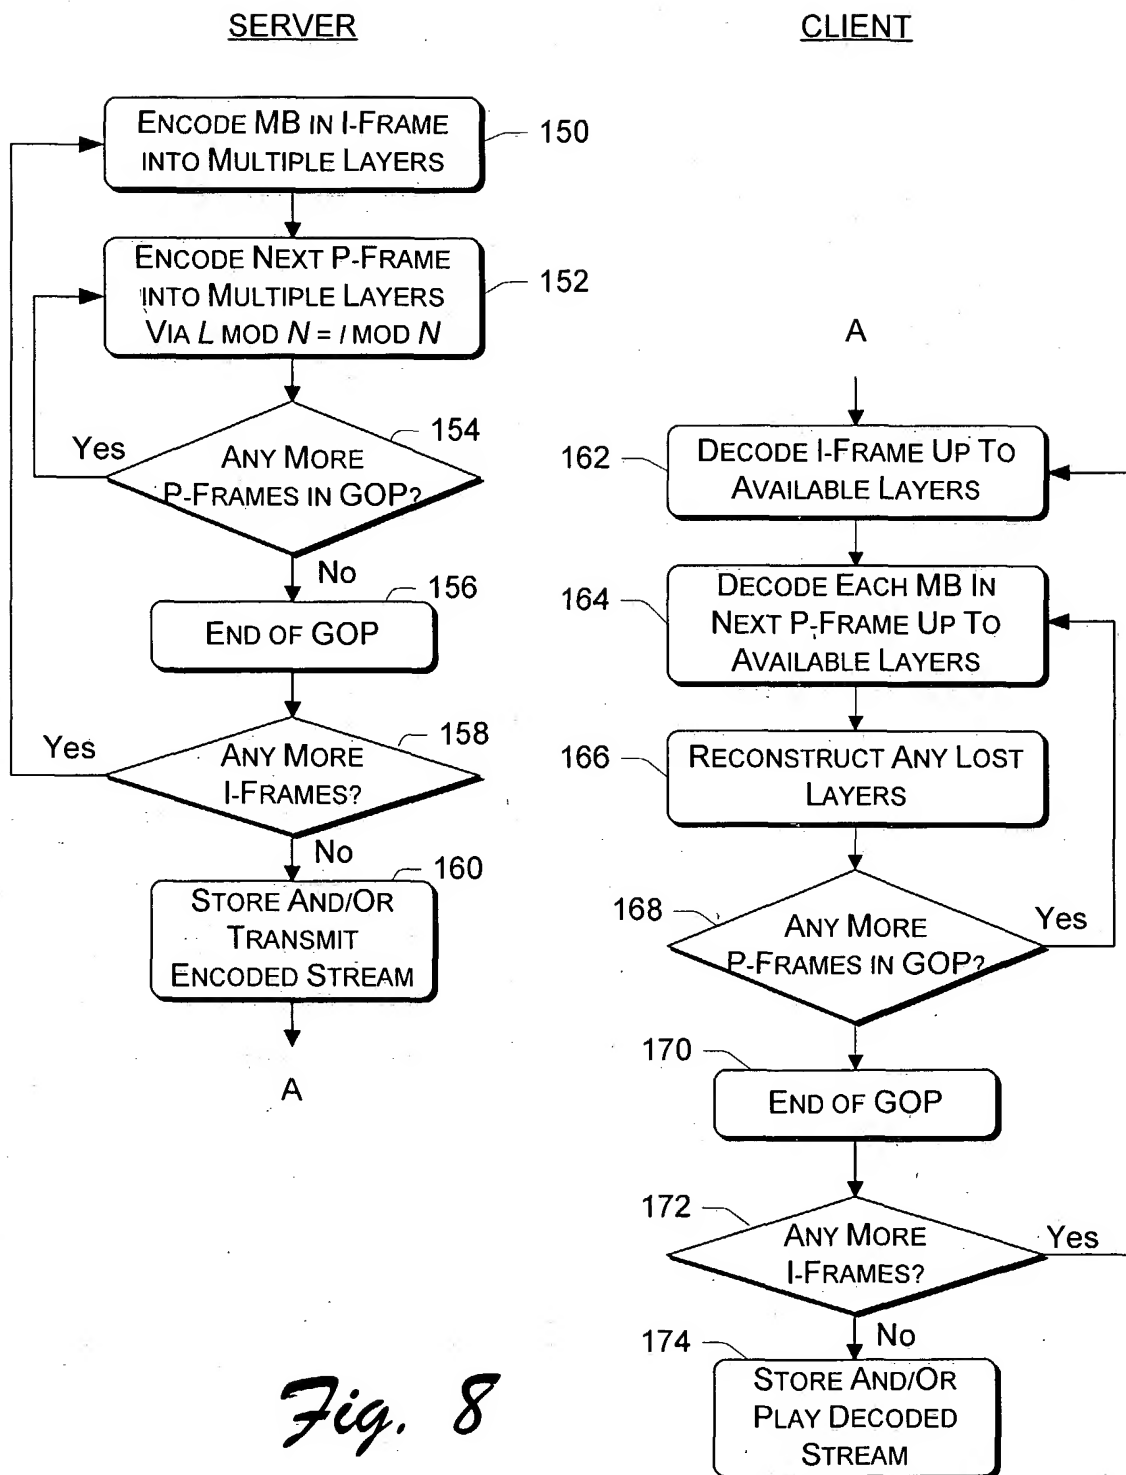 SERVER
ENCODE MB IN I-FRAME
INTO MULTIPLE LAYERS
150
ENCODE NEXT P-FRAME
INTO MULTIPLE LAYERS
VIA L MOD N = l MOD N
152
Yes
154
ANY MORE
P-FRAMES IN GOP?
No
156
END OF GOP
Yes
158
ANY MORE
I-FRAMES?
No
160
STORE AND/OR
TRANSMIT
ENCODED STREAM
A
CLIENT
A
162
DECODE I-FRAME UP TO
AVAILABLE LAYERS
164
DECODE EACH MB IN
NEXT P-FRAME UP TO
AVAILABLE LAYERS
166
RECONSTRUCT ANY LOST
LAYERS
168
ANY MORE
P-FRAMES IN GOP?
Yes
170
END OF GOP
172
ANY MORE
I-FRAMES?
Yes
No
174
STORE AND/OR
PLAY DECODED
STREAM
Fig. 8